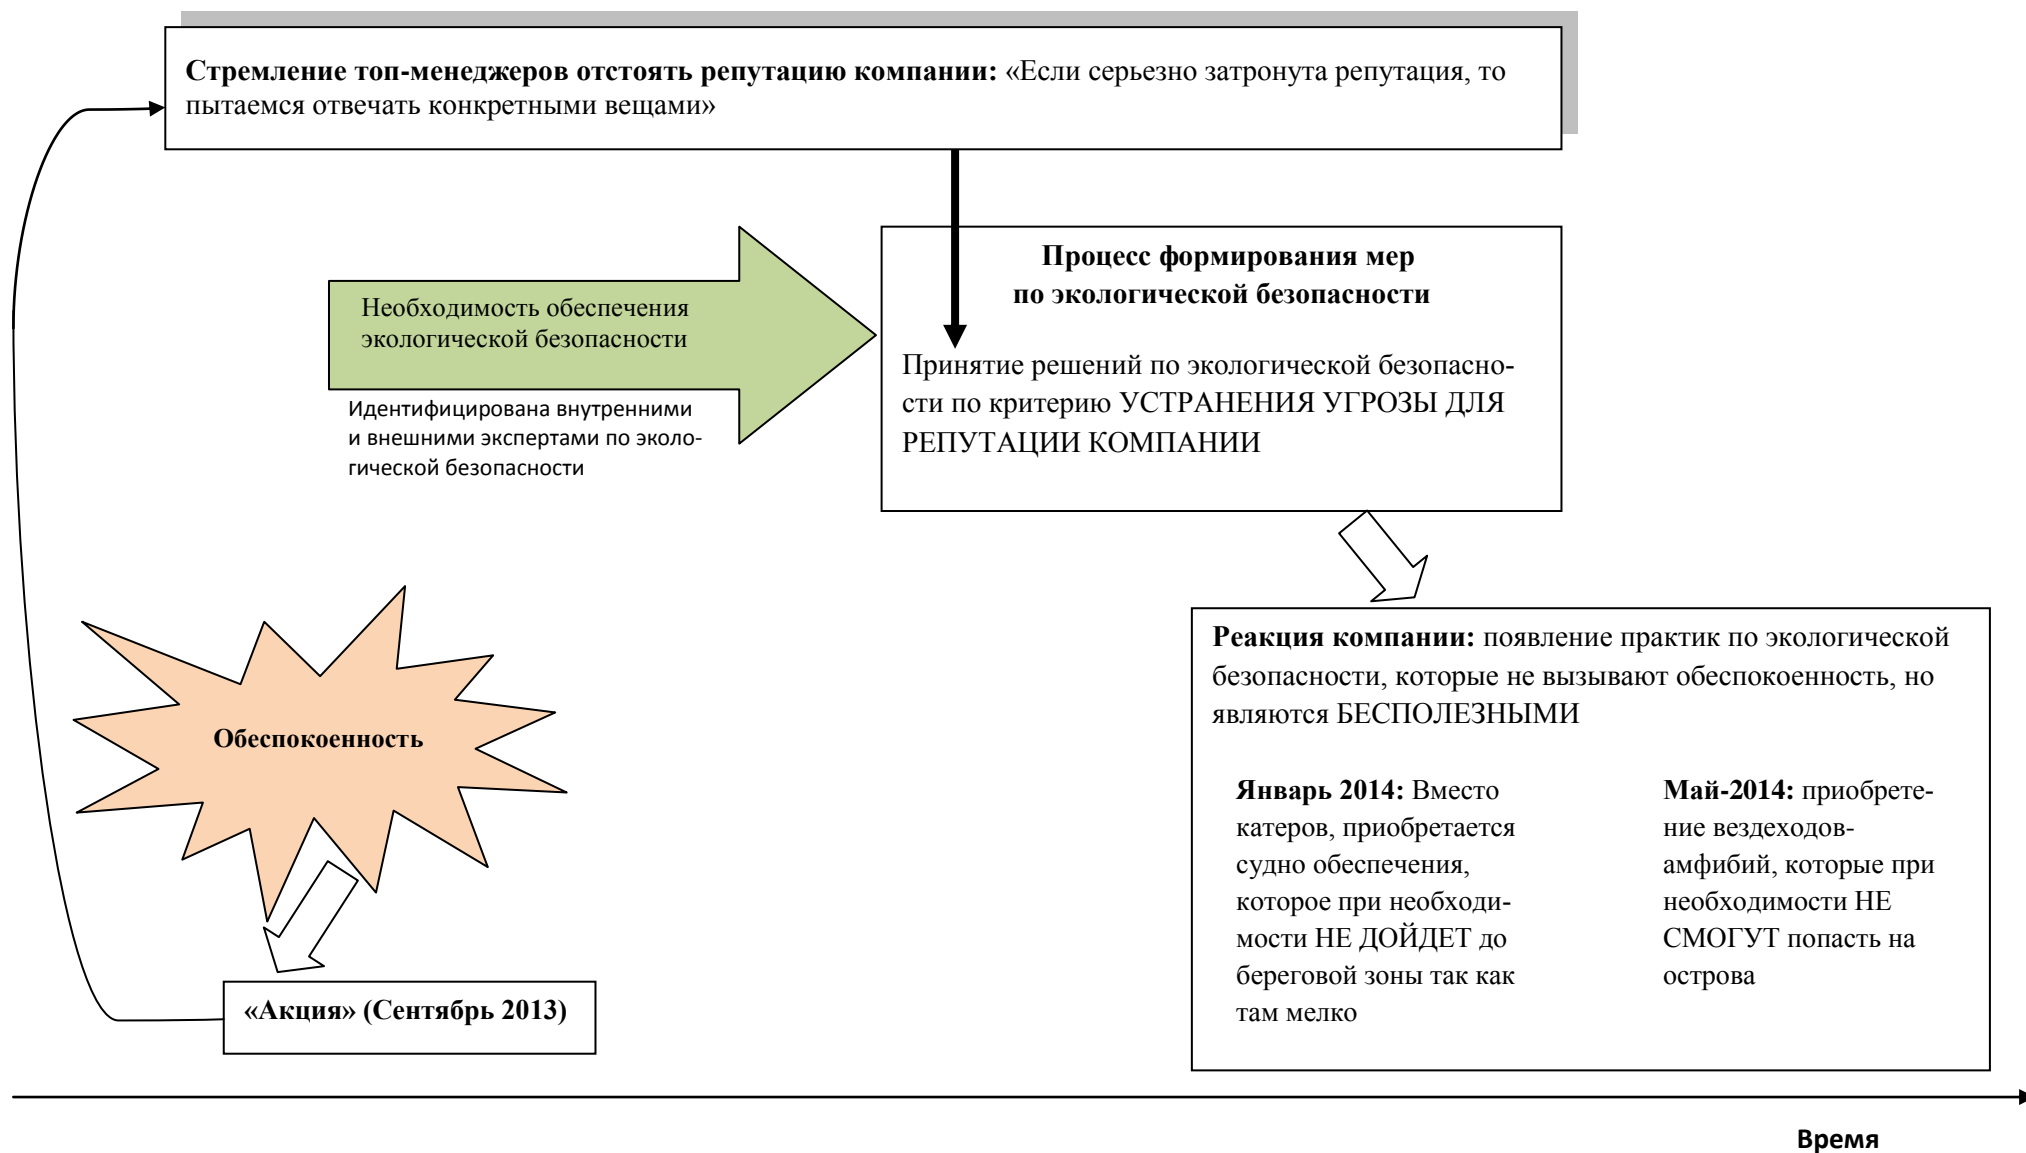 Стремление топ-менеджеров отстоять репутацию компании: «Если серьезно затронута репутация, то
пытаемся отвечать конкретными вещами»
Процесс формирования мер
по экологической безопасности
Необходимость обеспечения
экологической безопасности
Принятие решений по экологической безопасно-
сти по критерию УСТРАНЕНИЯ УГРОЗЫ ДЛЯ
РЕПУТАЦИИ КОМПАНИИ
Идентифицирована внутренними
и внешними экспертами по эколо-
гической безопасности
Реакция компании: появление практик по экологической
безопасности, которые не вызывают обеспокоенность, но
являются БЕСПОЛЕЗНЫМИ
Обеспокоенность
Январь 2014: Вместо
катеров, приобретается
судно обеспечения,
которое при необходи-
мости НЕ ДОЙДЕТ до
береговой зоны так как
там мелко
Май-2014: приобрете-
ние вездеходов-
амфибий, которые при
необходимости НЕ
СМОГУТ попасть на
острова
«Акция» (Сентябрь 2013)
Время